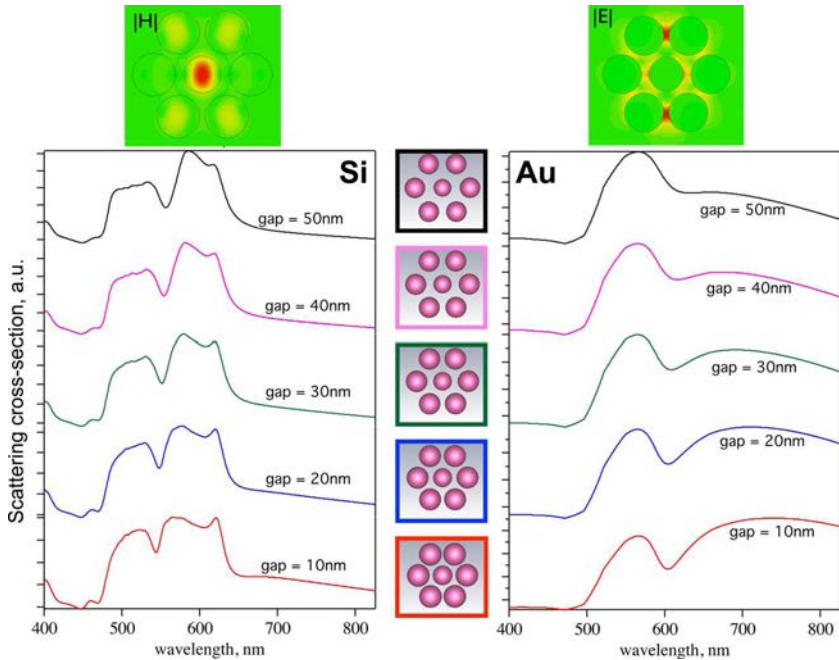 |H|
|E|
Si
Au
Scattering cross-section, a.u.
gap = 50nm
gap = 40nm
gap = 30nm
gap = 20nm
gap = 10nm
400 500 600 700 800
wavelength, nm
gap = 50nm
gap = 40nm
gap = 30nm
gap = 20nm
gap = 10nm
400 500 600 700 800
wavelength, nm